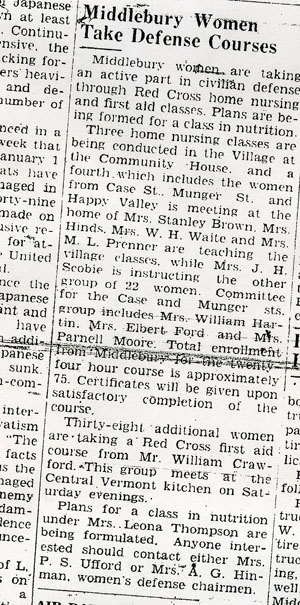 Middlebury Women
Take Defense Courses
Middlebury women are taking
an active part in civilian defense
through Red Cross home nursing
and first aid classes. Plans are be-
ing formed for a class in nutrition.
Three home nursing classes are
being conducted in the Village at
the Community House, and a
fourth, which includes the women
from Case St., Munger St. and
Happy Valley is meeting at the
home of Mrs. Stanley Brown. Mrs.
Hinds, Mrs. W. H. Waite and Mrs.
M. L. Prenner are teaching the
village classes, while Mrs. J. H.
Scobie is instructing the other
group of 22 women. Committee
for the Case and Munger sts.
group includes Mrs. William Har-
tin, Mrs. Elbert Ford and Mrs.
Parnell Moore. Total enrollment
from Middlebury for the twenty-
four hour course is approximately
75. Certificates will be given upon
satisfactory completion of the
course.
Thirty-eight additional women
are taking a Red Cross first aid
course from Mr. William Craw-
ford. This group meets at the
Central Vermont kitchen on Sat-
urday evenings.
Plans for a class in nutrition
under Mrs. Leona Thompson are
being formulated. Anyone inter-
ested should contact either Mrs.
P. S. Ufford or Mrs. A. G. Hin-
man, women's defense chairmen.